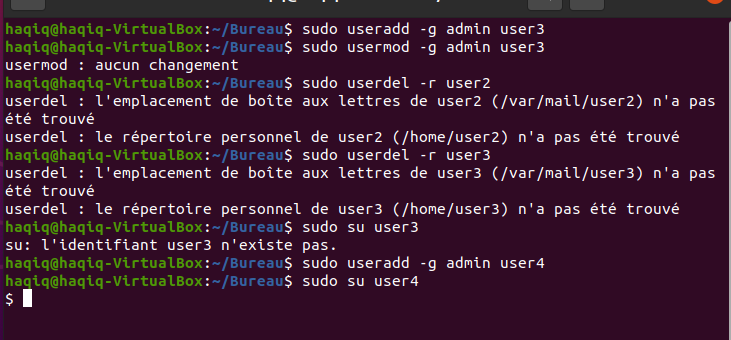 haqiq@haqiq-VirtualBox:~/Bureau$ sudo useradd -g admin user3
haqiq@haqiq-VirtualBox:~/Bureau$ sudo usermod -g admin user3
usermod : aucun changement
haqiq@haqiq-VirtualBox:~/Bureau$ sudo userdel -r user2
userdel : l'emplacement de boîte aux lettres de user2 (/var/mail/user2) n'a pas
été trouvé
userdel : le répertoire personnel de user2 (/home/user2) n'a pas été trouvé
haqiq@haqiq-VirtualBox:~/Bureau$ sudo userdel -r user3
userdel : l'emplacement de boîte aux lettres de user3 (/var/mail/user3) n'a pas
été trouvé
userdel : le répertoire personnel de user3 (/home/user3) n'a pas été trouvé
haqiq@haqiq-VirtualBox:~/Bureau$ sudo su user3
su: l'identifiant user3 n'existe pas.
haqiq@haqiq-VirtualBox:~/Bureau$ sudo useradd -g admin user4
haqiq@haqiq-VirtualBox:~/Bureau$ sudo su user4
$